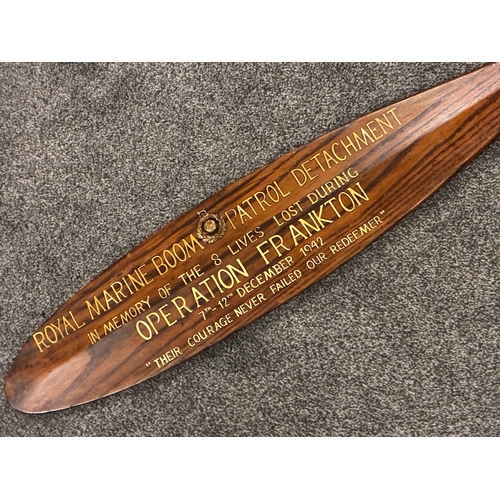 ROYAL MARINE BOOM PATROL DETACHMENT
IN MEMORY OF THE 8 LIVES LOST DURING
OPERATION FRANKTON
7TH-12TH DECEMBER 1942
"THEIR COURAGE NEVER FAILED OUR REDEEMER"